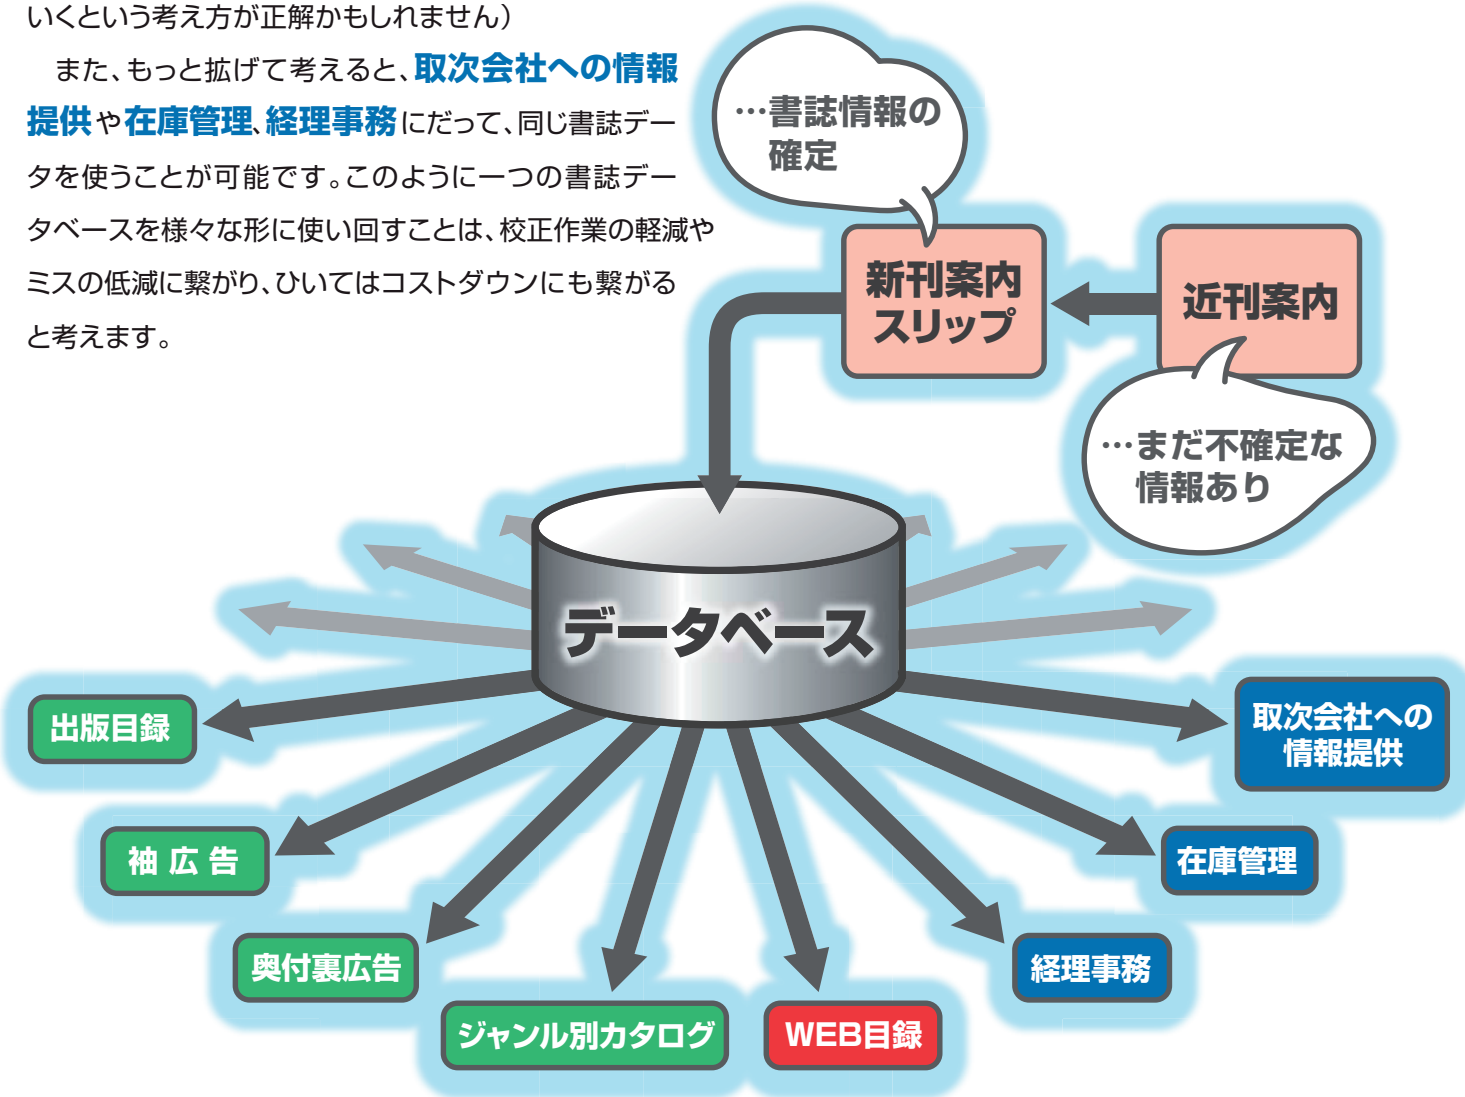 いくという考え方が正解かもしれません）
また、もっと拡げて考えると、取次会社への情報
提供や在庫管理、経理事務にだって、同じ書誌デー
タを使うことが可能です。このように一つの書誌デー
タベースを様々な形に使い回すことは、校正作業の軽減や
ミスの低減に繋がり、ひいてはコストダウンにも繋がる
と考えます。
…書誌情報の
確定
新刊案内
スリップ
近刊案内
…まだ不確定な
情報あり
データベース
出版目録
袖広告
奥付裏広告
ジャンル別カタログ
WEB目録
経理事務
在庫管理
取次会社への
情報提供